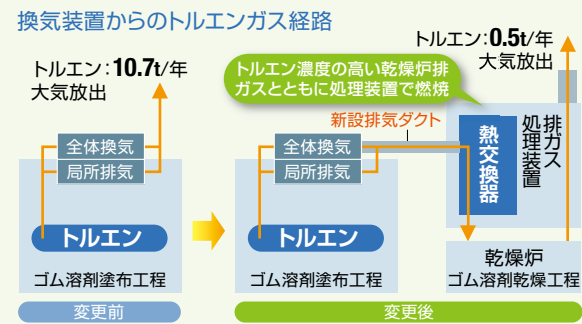 換気装置からのトルエンガス経路
トルエン：10.7t/年
大気放出
全体換気
局所排気
トルエン
ゴム溶剤塗布工程
変更前
トルエン：0.5t/年
大気放出
トルエン濃度の高い乾燥炉排
ガスとともに処理装置で燃焼
新設排気ダクト
全体換気
局所排気
トルエン
ゴム溶剤塗布工程
熱交換器
排ガス
処理装置
乾燥炉
ゴム溶剤乾燥工程
変更後